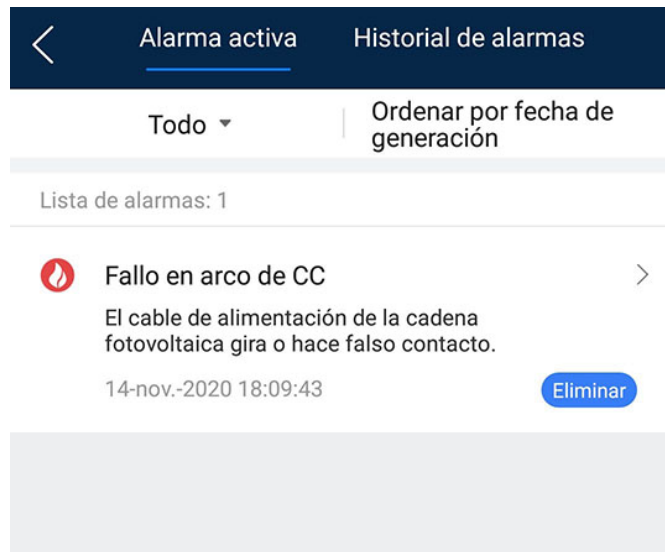 Alarma activa
Historial de alarmas
Todo
Ordenar por fecha de
generación
Lista de alarmas: 1
Fallo en arco de CC
El cable de alimentación de la cadena
fotovoltaica gira o hace falso contacto.
14-nov.-2020 18:09:43
Eliminar